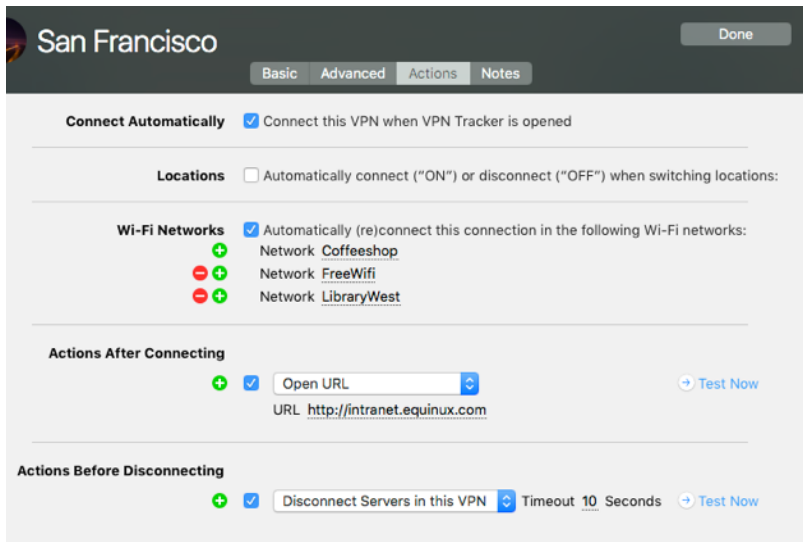 San Francisco
Done
Basic Advanced Actions Notes
Connect Automatically Connect this VPN when VPN Tracker is opened
Locations Automatically connect ("ON") or disconnect ("OFF") when switching locations:
Wi-Fi Networks Automatically (re)connect this connection in the following Wi-Fi networks:
Network Coffeeshop
Network FreeWifi
Network LibraryWest
Actions After Connecting
Open URL Test Now
URL http://intranet.equinux.com
Actions Before Disconnecting
Disconnect Servers in this VPN Timeout 10 Seconds Test Now